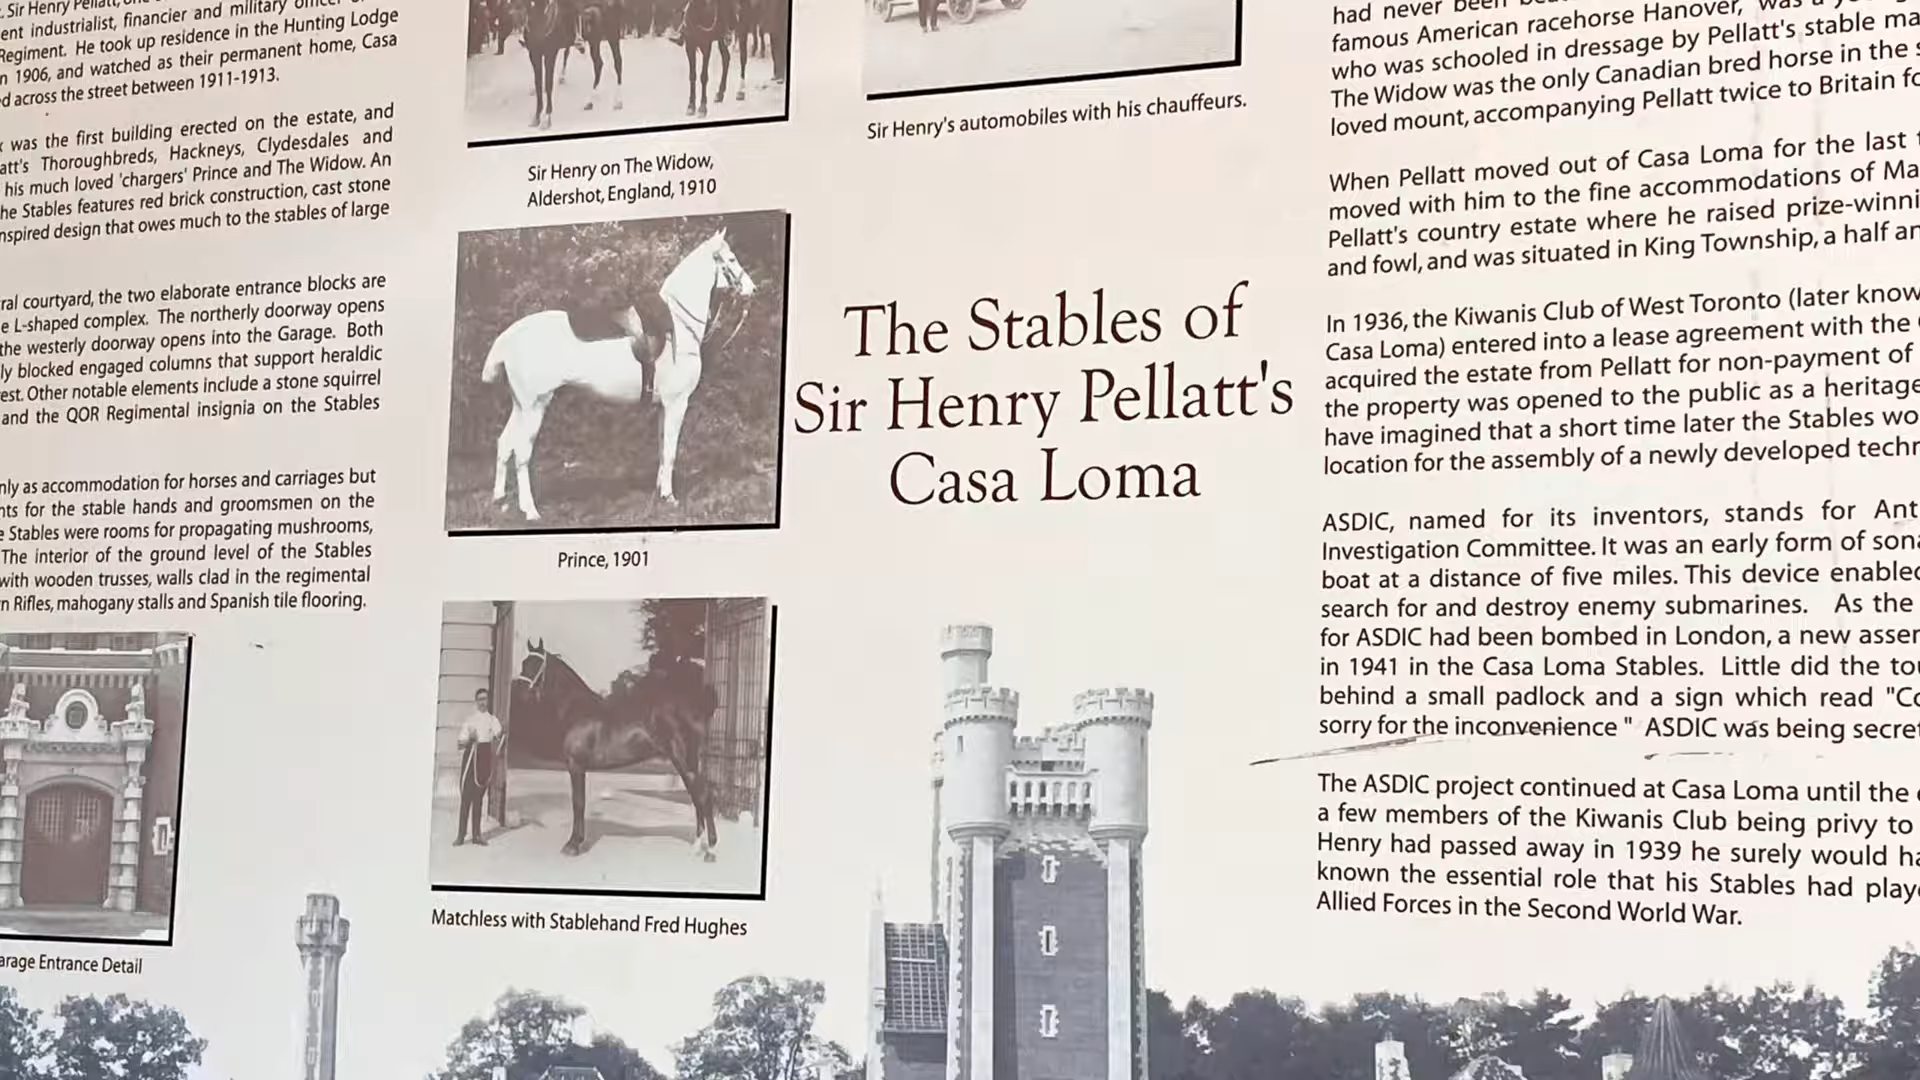 Sir Henry Pellatt,
ent industrialist, financier and military officer
Regiment. He took up residence in the Hunting Lodge
n 1906, and watched as their permanent home, Casa
d across the street between 1911-1913.
was the first building erected on the estate, and
att's Thoroughbreds, Hackneys, Clydesdales and
his much loved 'chargers' Prince and The Widow. An
he Stables features red brick construction, cast stone
nspired design that owes much to the stables of large
ral courtyard, the two elaborate entrance blocks are
e L-shaped complex. The northerly doorway opens
the westerly doorway opens into the Garage. Both
ly blocked engaged columns that support heraldic
est. Other notable elements include a stone squirrel
and the QOR Regimental insignia on the Stables
nly as accommodation for horses and carriages but
nts for the stable hands and groomsmen on the
e Stables were rooms for propagating mushrooms,
The interior of the ground level of the Stables
with wooden trusses, walls clad in the regimental
n Rifles, mahogany stalls and Spanish tile flooring.
arage Entrance Detail
Sir Henry on The Widow,
Aldershot, England, 1910
Prince, 1901
Matchless with Stablehand Fred Hughes
Sir Henry's automobiles with his chauffeurs.
The Stables of
Sir Henry Pellatt's
Casa Loma
had never been
famous American racehorse Hanover, was a
who was schooled in dressage by Pellatt's stable ma
The Widow was the only Canadian bred horse in the s
loved mount, accompanying Pellatt twice to Britain fo
When Pellatt moved out of Casa Loma for the last t
moved with him to the fine accommodations of Ma
Pellatt's country estate where he raised prize-winni
and fowl, and was situated in King Township, a half an
In 1936, the Kiwanis Club of West Toronto (later know
Casa Loma) entered into a lease agreement with the
acquired the estate from Pellatt for non-payment of
the property was opened to the public as a heritage
have imagined that a short time later the Stables wo
location for the assembly of a newly developed techn
ASDIC, named for its inventors, stands for Ant
Investigation Committee. It was an early form of sona
boat at a distance of five miles. This device enabled
search for and destroy enemy submarines. As the
for ASDIC had been bombed in London, a new assem
in 1941 in the Casa Loma Stables. Little did the tou
behind a small padlock and a sign which read "Co
sorry for the inconvenience " ASDIC was being secret
The ASDIC project continued at Casa Loma until the e
a few members of the Kiwanis Club being privy to
Henry had passed away in 1939 he surely would ha
known the essential role that his Stables had playe
Allied Forces in the Second World War.